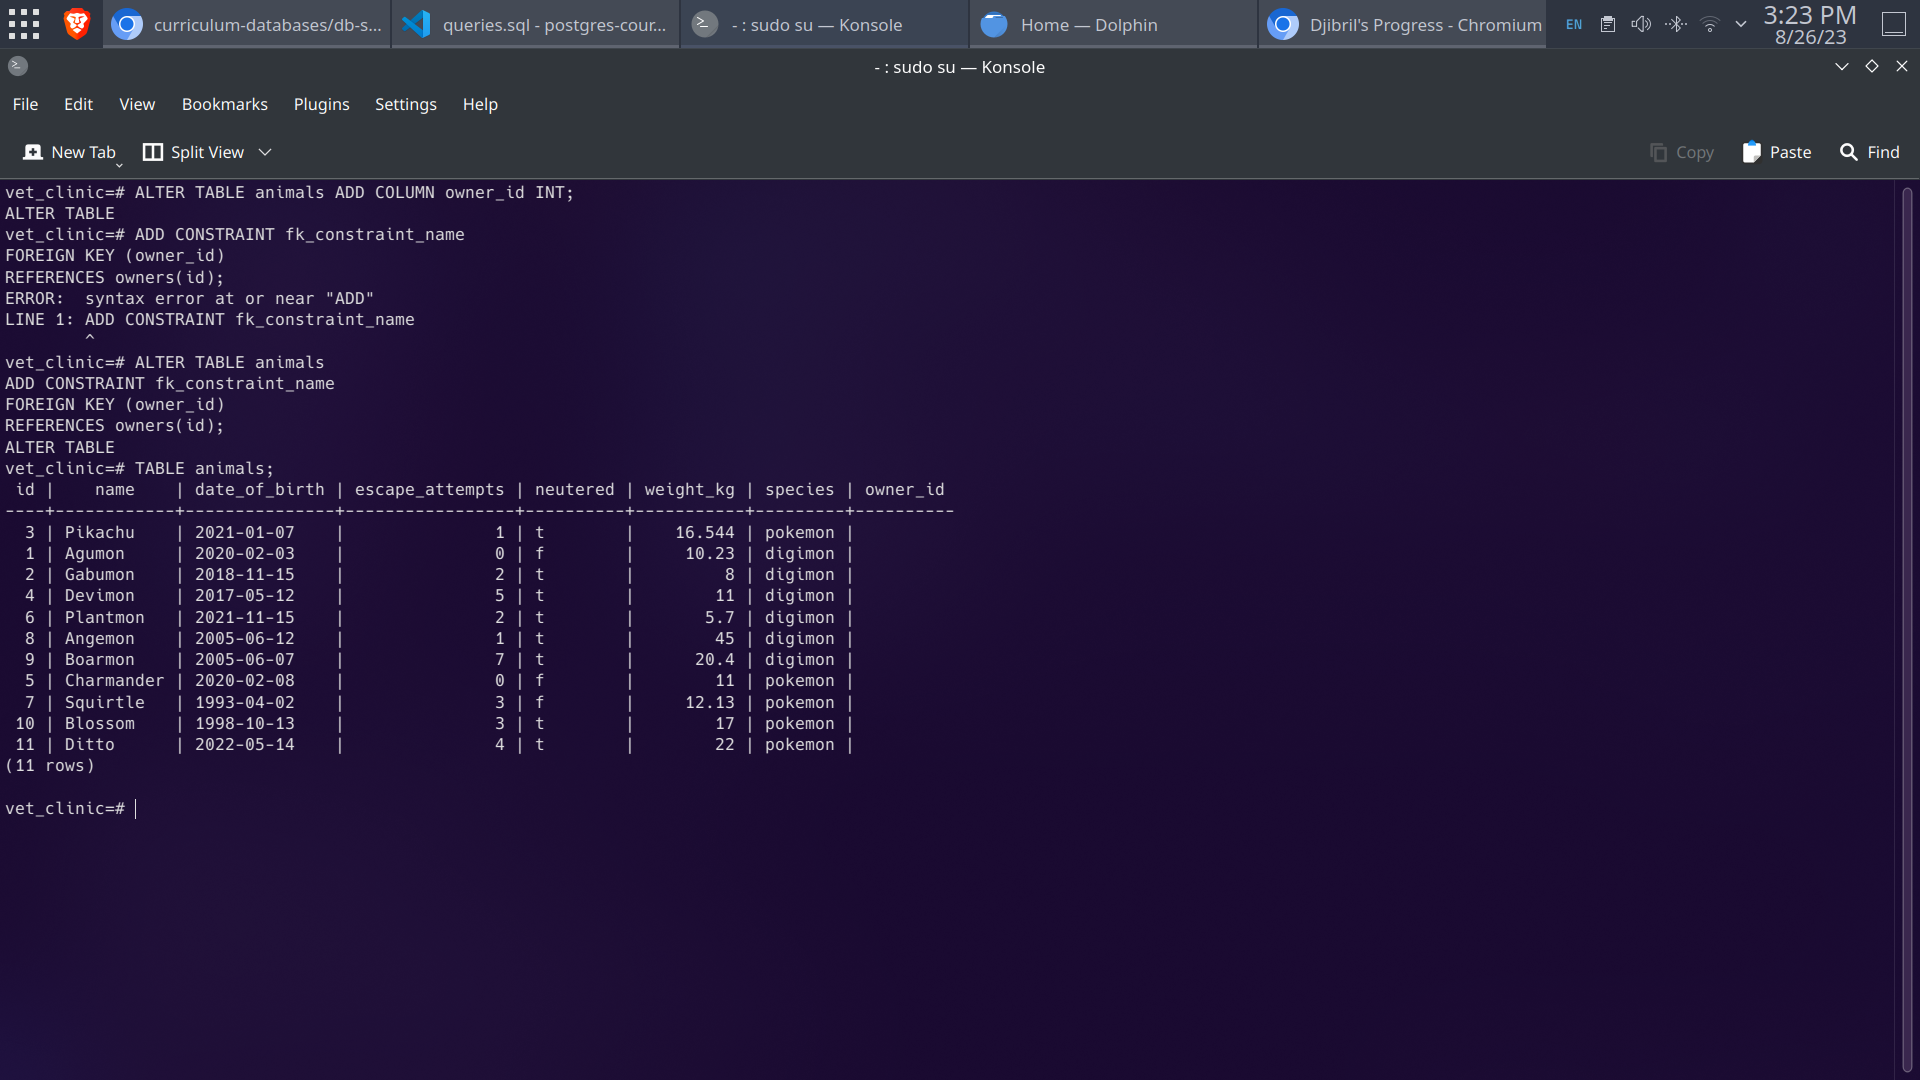 curriculum-databases/db-s...
queries.sql - postgres-cour...
- : sudo su — Konsole
Home — Dolphin
Djibril's Progress - Chromium
EN
3:23 PM
8/26/23
- : sudo su — Konsole
File Edit View Bookmarks Plugins Settings Help
New Tab Split View Copy Paste Find
vet_clinic=# ALTER TABLE animals ADD COLUMN owner_id INT;
ALTER TABLE
vet_clinic=# ADD CONSTRAINT fk_constraint_name
FOREIGN KEY (owner_id)
REFERENCES owners(id);
ERROR:  syntax error at or near "ADD"
LINE 1: ADD CONSTRAINT fk_constraint_name
        ^
vet_clinic=# ALTER TABLE animals
ADD CONSTRAINT fk_constraint_name
FOREIGN KEY (owner_id)
REFERENCES owners(id);
ALTER TABLE
vet_clinic=# TABLE animals;
 id |    name    | date_of_birth | escape_attempts | neutered | weight_kg | species | owner_id
----+------------+---------------+-----------------+----------+-----------+---------+----------
  3 | Pikachu    | 2021-01-07    |               1 | t        |    16.544 | pokemon |
  1 | Agumon     | 2020-02-03    |               0 | f        |     10.23 | digimon |
  2 | Gabumon    | 2018-11-15    |               2 | t        |         8 | digimon |
  4 | Devimon    | 2017-05-12    |               5 | t        |        11 | digimon |
  6 | Plantmon   | 2021-11-15    |               2 | t        |       5.7 | digimon |
  8 | Angemon    | 2005-06-12    |               1 | t        |        45 | digimon |
  9 | Boarmon    | 2005-06-07    |               7 | t        |      20.4 | digimon |
  5 | Charmander | 2020-02-08    |               0 | f        |        11 | pokemon |
  7 | Squirtle   | 1993-04-02    |               3 | f        |     12.13 | pokemon |
 10 | Blossom    | 1998-10-13    |               3 | t        |        17 | pokemon |
 11 | Ditto      | 2022-05-14    |               4 | t        |        22 | pokemon |
(11 rows)
vet_clinic=#